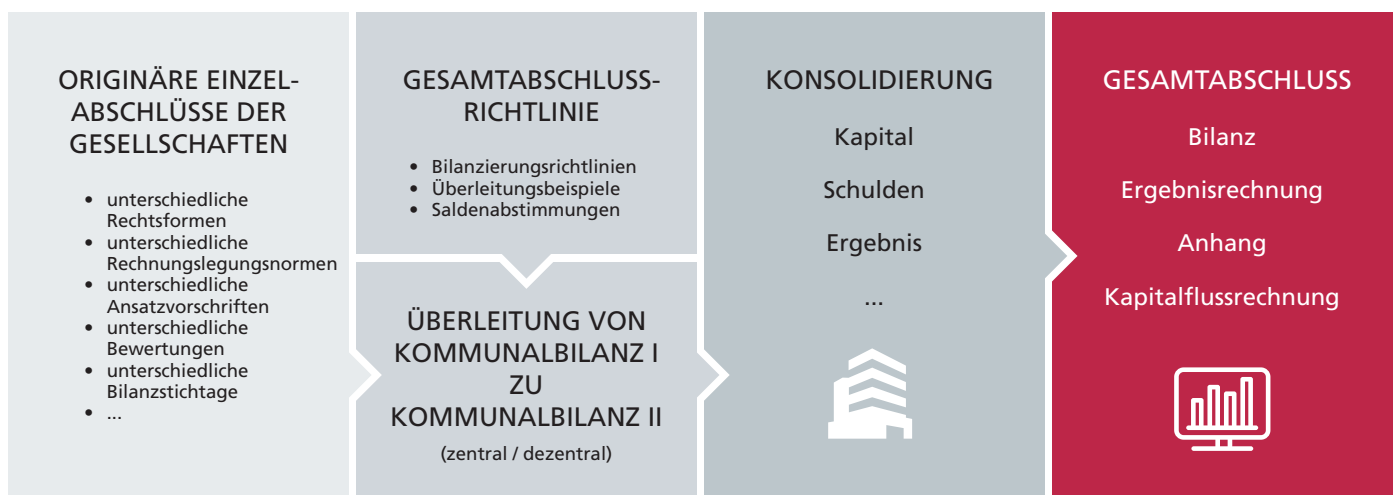 ORIGINÄRE EINZEL-
ABSCHLÜSSE DER
GESELLSCHAFTEN
• unterschiedliche
Rechtsformen
• unterschiedliche
Rechnungslegungsnormen
• unterschiedliche
Ansatzvorschriften
• unterschiedliche
Bewertungen
• unterschiedliche
Bilanzstichtage
• ...
GESAMTABSCHLUSS-
RICHTLINIE
• Bilanzierungsrichtlinien
• Überleitungsbeispiele
• Saldenabstimmungen
ÜBERLEITUNG VON
KOMMUNALBILANZ I
ZU
KOMMUNALBILANZ II
(zentral / dezentral)
KONSOLIDIERUNG
Kapital
Schulden
Ergebnis
...
GESAMTABSCHLUSS
Bilanz
Ergebnisrechnung
Anhang
Kapitalflussrechnung